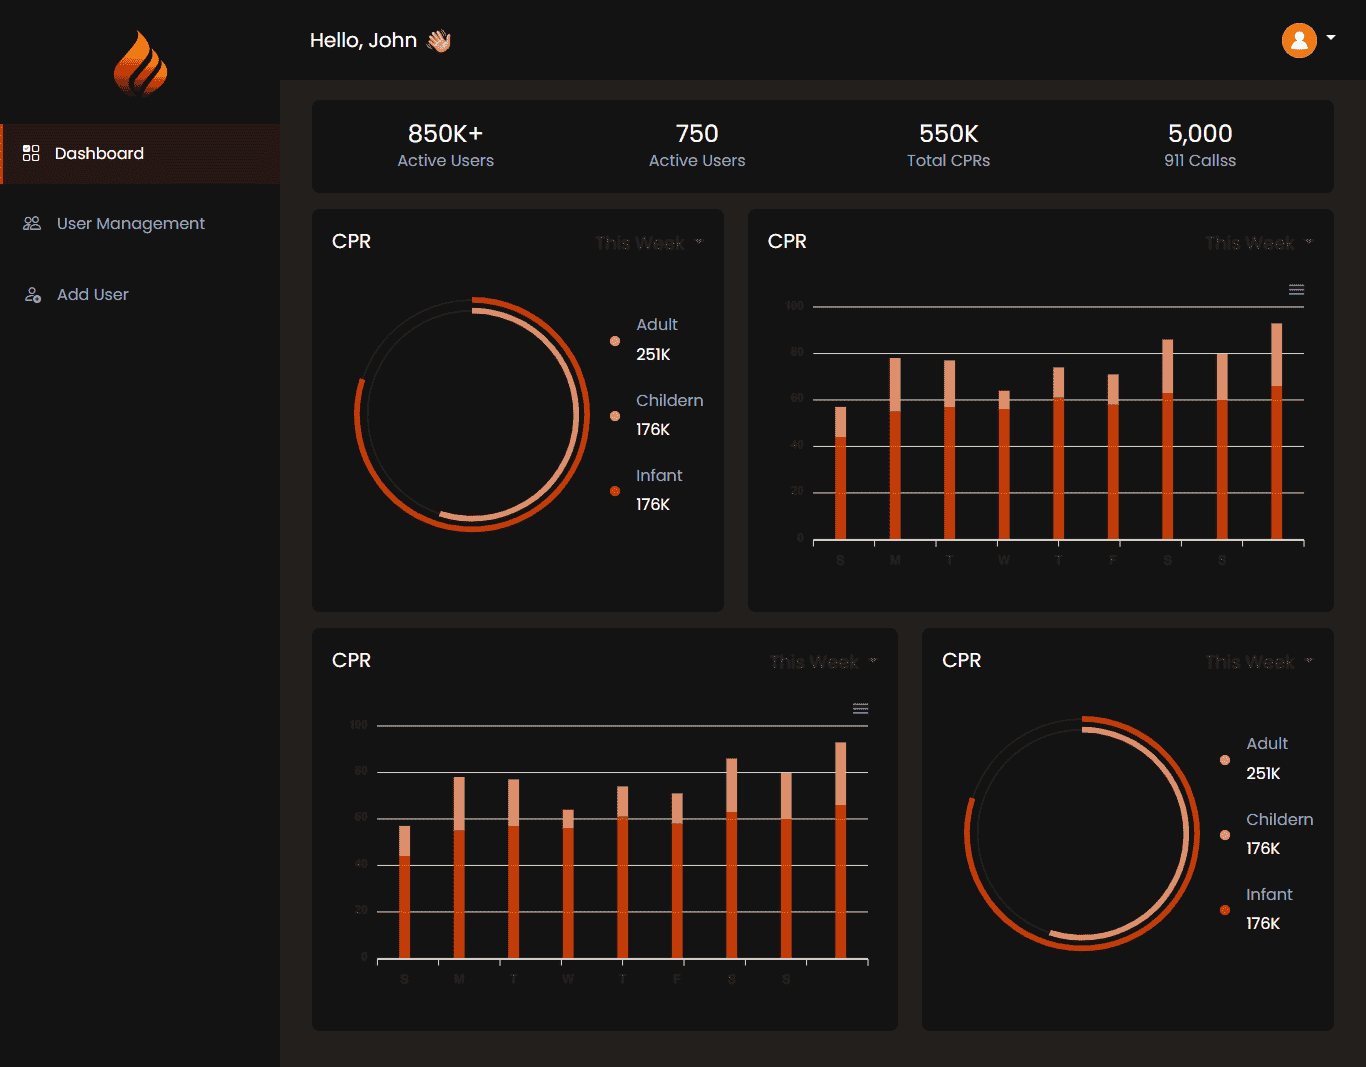 Hello, John 👋
Dashboard
User Management
Add User
850K+
Active Users
750
Active Users
550K
Total CPRs
5,000
911 Callss
CPR
This Week
Adult
251K
Childern
176K
Infant
176K
CPR
This Week
100
80
60
40
20
0
S M T W T F S S
CPR
This Week
100
80
60
40
20
0
S M T W T F S S
CPR
This Week
Adult
251K
Childern
176K
Infant
176K